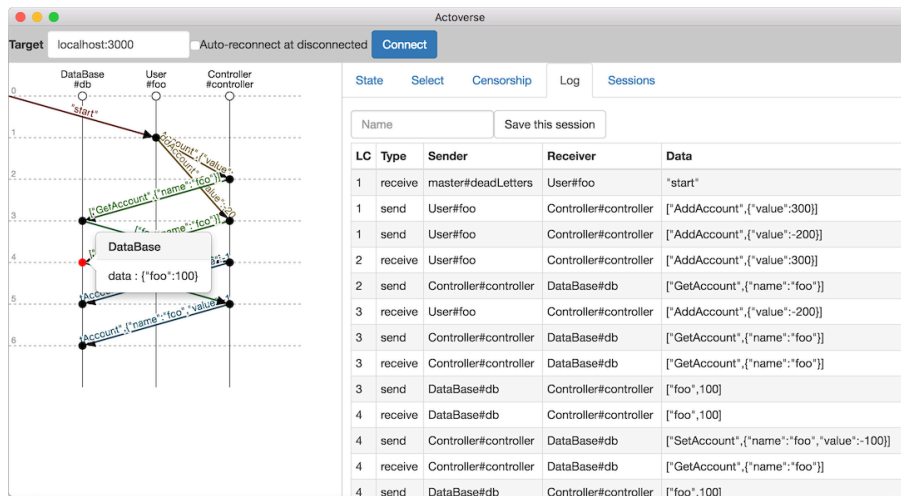 Actoverse
Target localhost:3000 Auto-reconnect at disconnected Connect
DataBase #db
User #foo
Controller #controller
0
1
2
3
4
5
6
"start"
["GetAccount",{"name":"foo"}]
DataBase
data : {"foo":100}
State Select Censorship Log Sessions
Name Save this session
LC Type Sender Receiver Data
1 receive master#deadLetters User#foo "start"
1 send User#foo Controller#controller ["AddAccount",{"value":300}]
1 send User#foo Controller#controller ["AddAccount",{"value":-200}]
2 receive User#foo Controller#controller ["AddAccount",{"value":300}]
2 send Controller#controller DataBase#db ["GetAccount",{"name":"foo"}]
3 receive User#foo Controller#controller ["AddAccount",{"value":-200}]
3 send Controller#controller DataBase#db ["GetAccount",{"name":"foo"}]
3 receive Controller#controller DataBase#db ["GetAccount",{"name":"foo"}]
3 send DataBase#db Controller#controller ["foo",100]
4 receive DataBase#db Controller#controller ["foo",100]
4 send Controller#controller DataBase#db ["SetAccount",{"name":"foo","value":-100}]
4 receive Controller#controller DataBase#db ["GetAccount",{"name":"foo"}]
4 send DataBase#db Controller#controller ["foo",100]